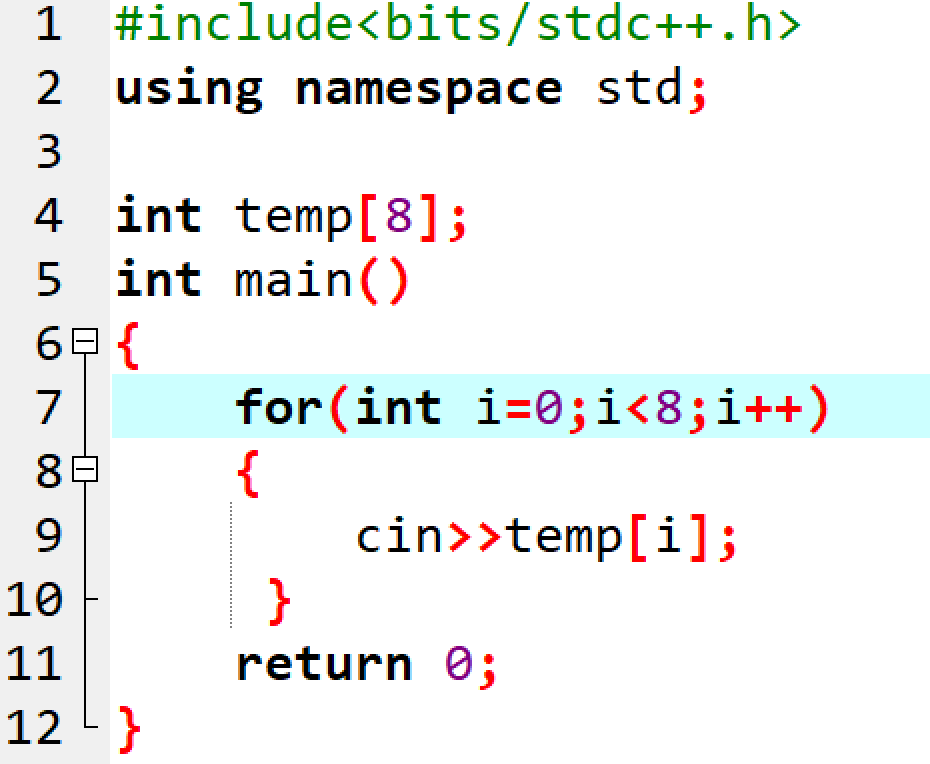 1 #include<bits/stdc++.h>
2 using namespace std;
3
4 int temp[8];
5 int main()
6 {
7 for(int i=0;i<8;i++)
8 {
9 cin>>temp[i];
10 }
11 return 0;
12 }